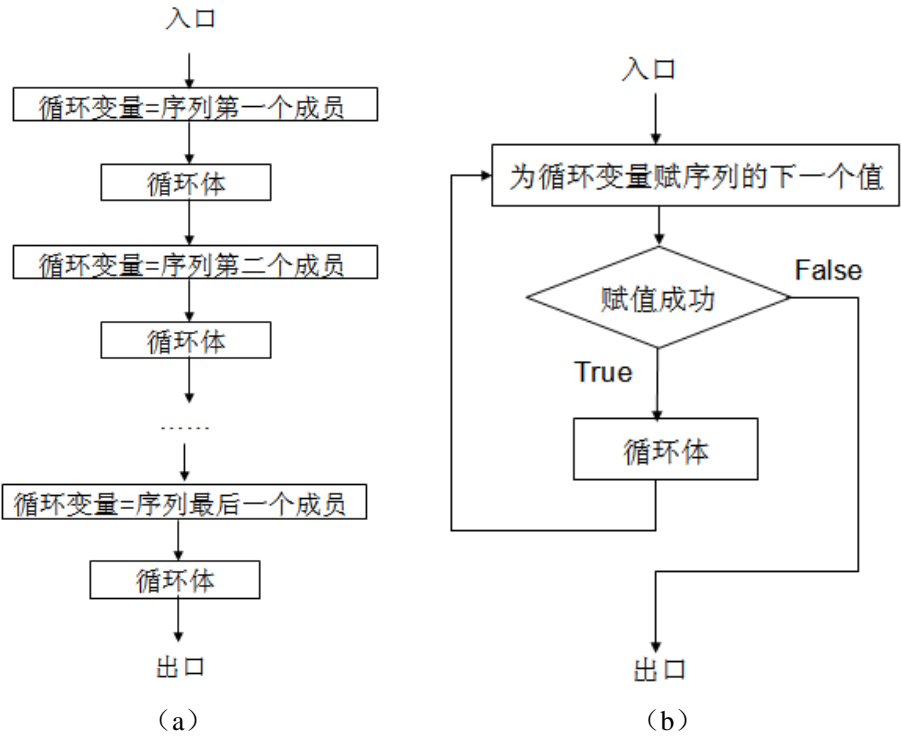 入口
循环变量=序列第一个成员
循环体
循环变量=序列第二个成员
循环体
……
循环变量=序列最后一个成员
循环体
出口
（a）
入口
为循环变量赋序列的下一个值
赋值成功
False
True
循环体
出口
（b）